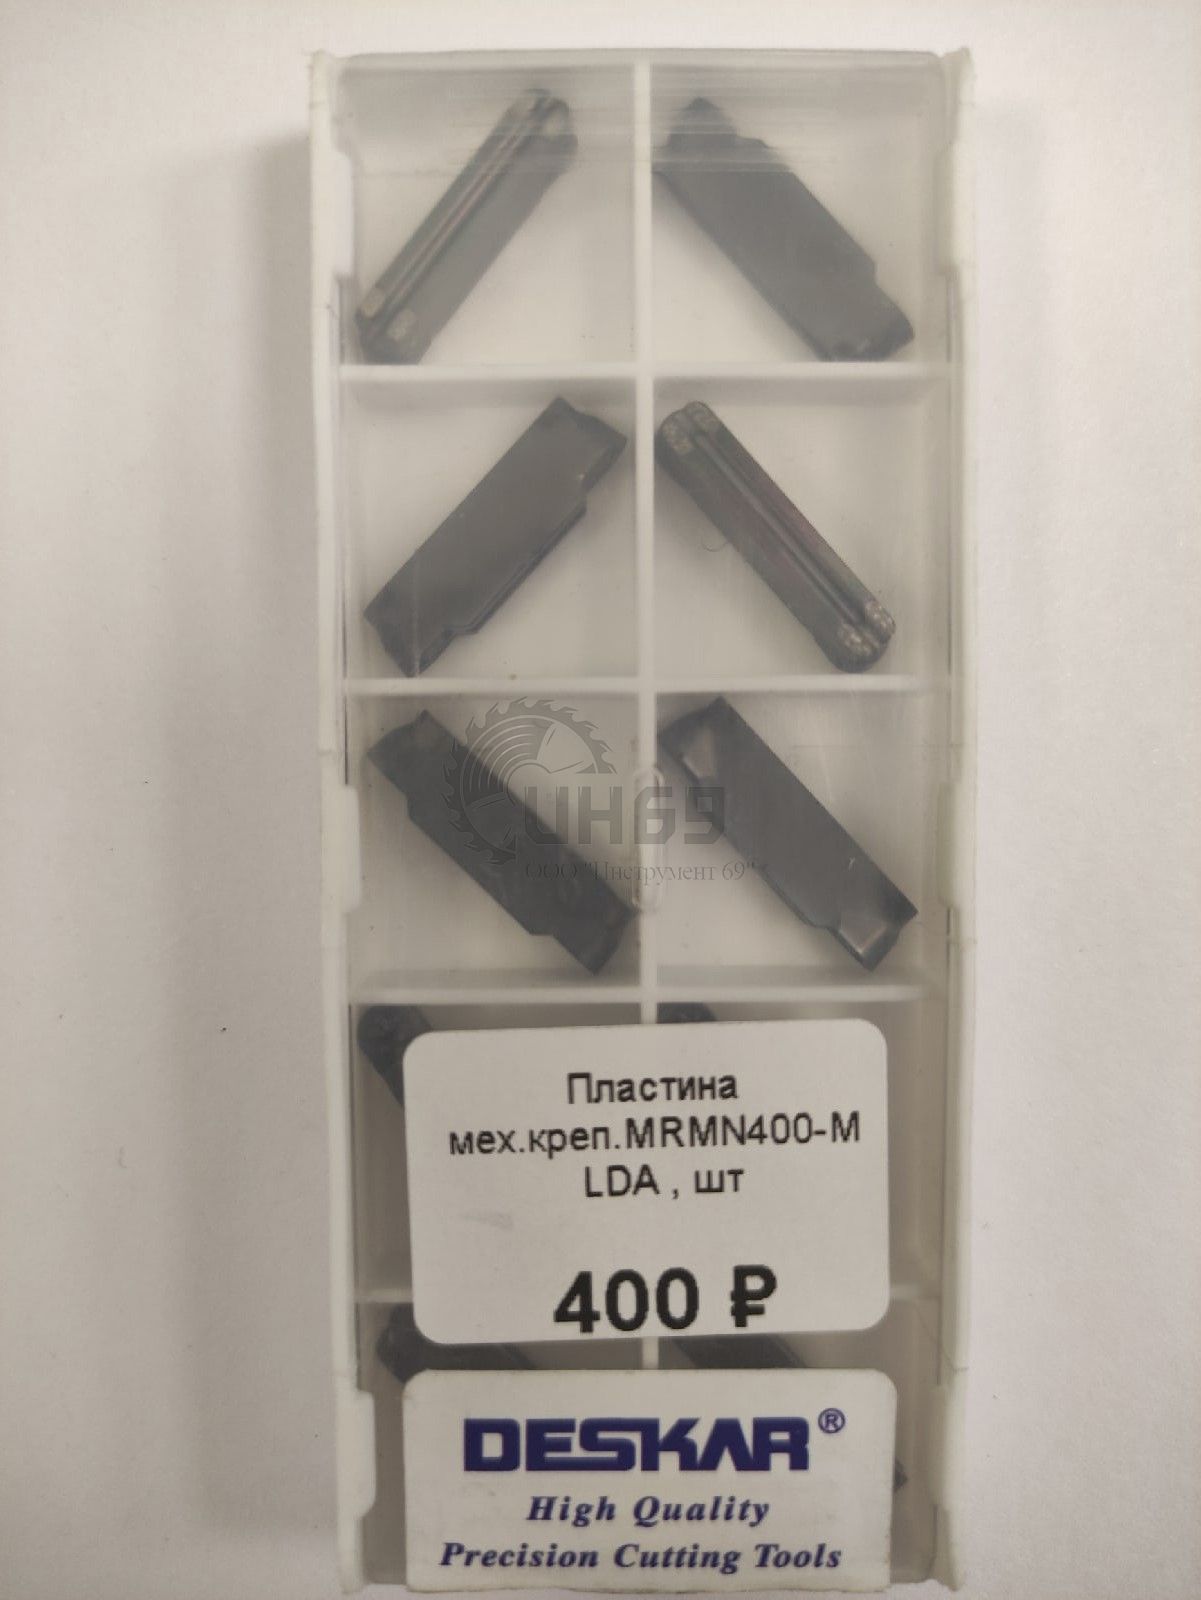 ИН69
ООО "Инструмент 69"
Пластина
мех.креп.MRMN400-M
LDA , шт
400 ₽
DESKAR®
High Quality
Precision Cutting Tools